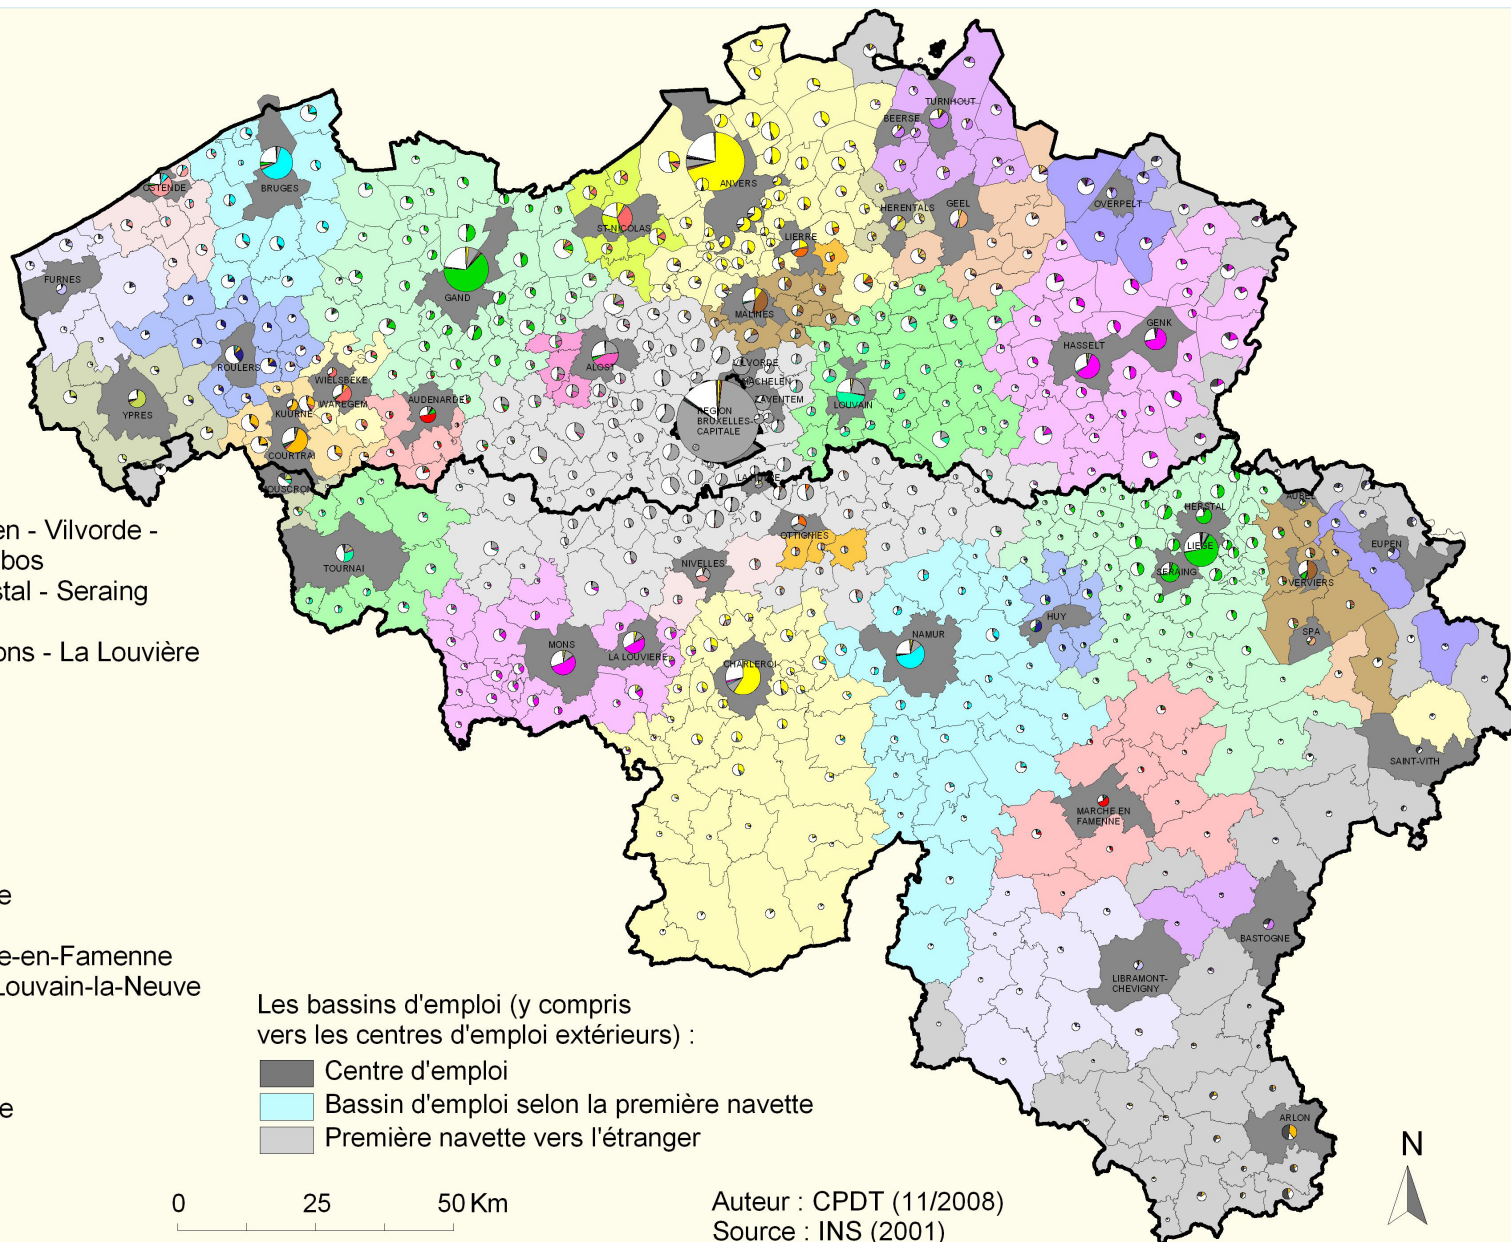 OSTENDE
BRUGES
FURNES
YPRES
ROULERS
WIELSBEKE
WAREGEM
KUURNE
COURTRAI
AUDENARDE
GAND
ST-NICOLAS
ANVERS
BEERSE
TURNHOUT
HERENTALS
GEEL
OVERPELT
LIERRE
MALINES
ALOST
VILVORDE
MACHELEN
ZAVENTEM
REGION
BRUXELLES-
CAPITALE
LOUVAIN
HASSELT
GENK
TOURNAI
MONS
LA LOUVIERE
NIVELLES
OTTIGNIES
CHARLEROI
NAMUR
HUY
HERSTAL
LIEGE
SERAING
AUBEL
VERVIERS
EUPEN
SPA
SAINT-VITH
MARCHE EN
FAMENNE
BASTOGNE
LIBRAMONT-
CHEVIGNY
ARLON
en - Vilvorde -
bos
stal - Seraing
ons - La Louvière
e
e-en-Famenne
Louvain-la-Neuve
e
Les bassins d'emploi (y compris
vers les centres d'emploi extérieurs) :
Centre d'emploi
Bassin d'emploi selon la première navette
Première navette vers l'étranger
0 25 50 Km
Auteur : CPDT (11/2008)
Source : INS (2001)
N